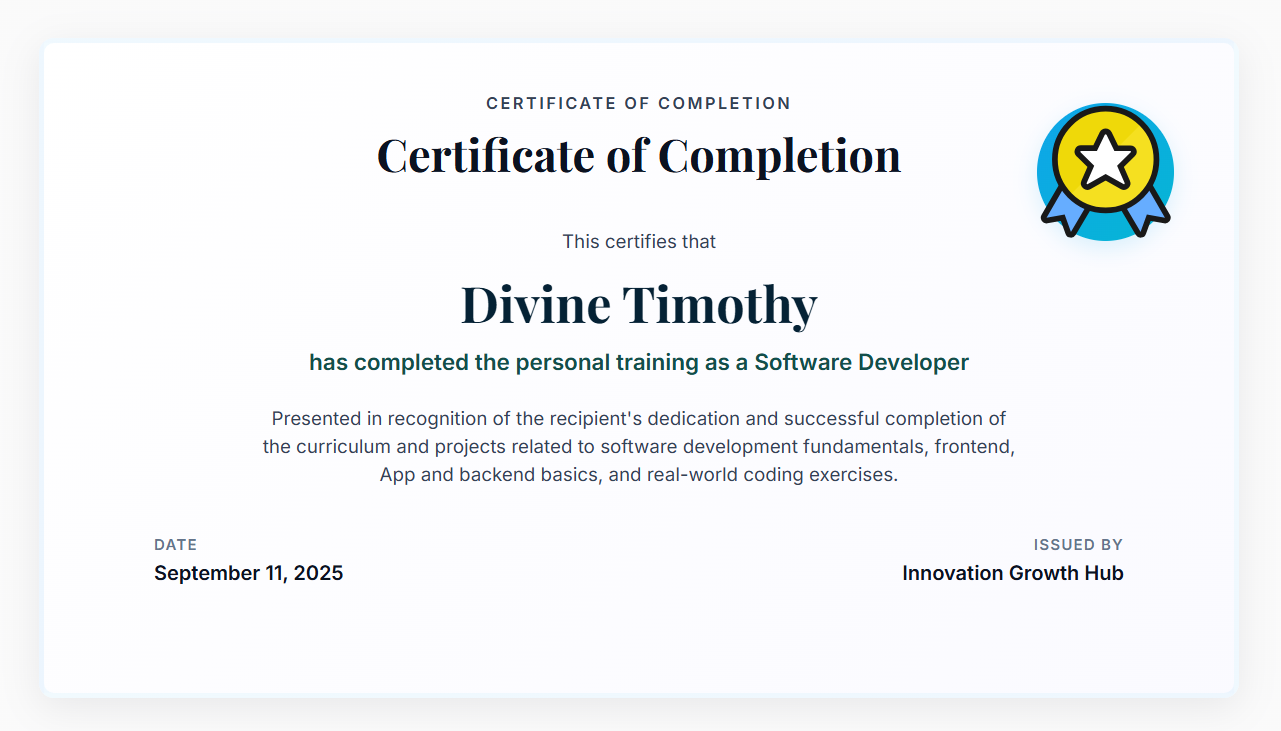 CERTIFICATE OF COMPLETION
Certificate of Completion
This certifies that
Divine Timothy
has completed the personal training as a Software Developer
Presented in recognition of the recipient's dedication and successful completion of
the curriculum and projects related to software development fundamentals, frontend,
App and backend basics, and real-world coding exercises.
DATE
September 11, 2025
ISSUED BY
Innovation Growth Hub